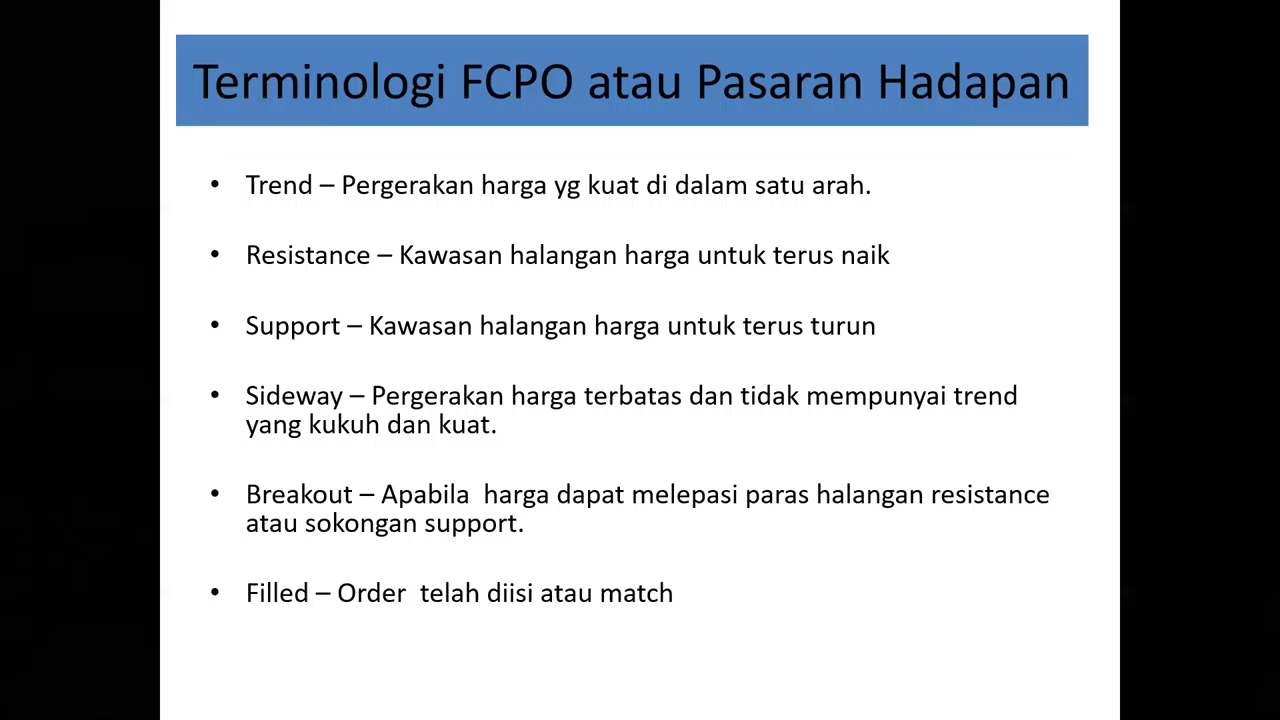 Terminologi FCPO atau Pasaran Hadapan
• Trend – Pergerakan harga yg kuat di dalam satu arah.
• Resistance – Kawasan halangan harga untuk terus naik
• Support – Kawasan halangan harga untuk terus turun
• Sideway – Pergerakan harga terbatas dan tidak mempunyai trend
yang kukuh dan kuat.
• Breakout – Apabila  harga dapat melepasi paras halangan resistance
atau sokongan support.
• Filled – Order  telah diisi atau match